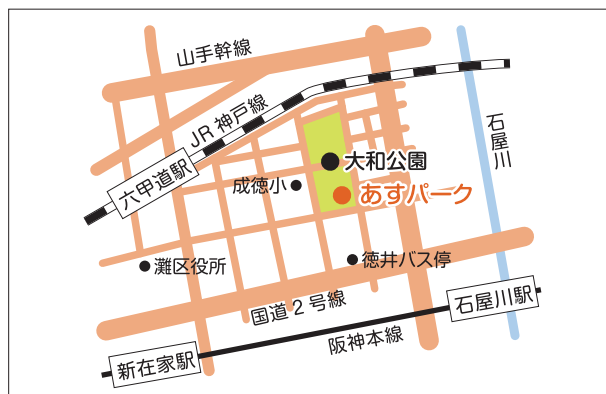 山手幹線
JR神戸線
六甲道駅
石屋川
大和公園
成徳小
あすパーク
灘区役所
徳井バス停
国道2号線
石屋川駅
阪神本線
新在家駅